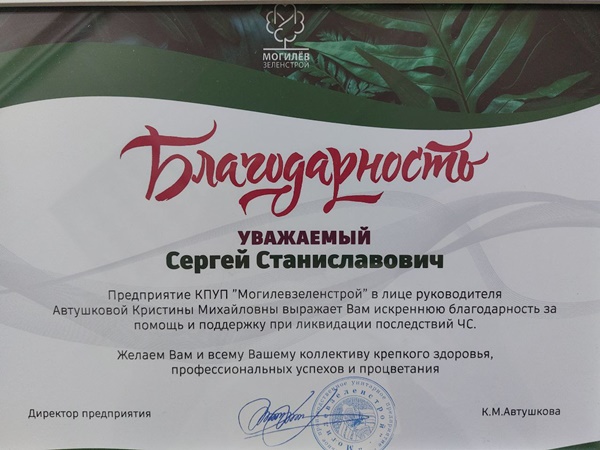 МОГИЛЁВ
ЗЕЛЕНСТРОЙ
Благодарность
УВАЖАЕМЫЙ
Сергей Станиславович
Предприятие КПУП "Могилевзеленстрой" в лице руководителя
Автушковой Кристины Михайловны выражает Вам искреннюю благодарность за
помощь и поддержку при ликвидации последствий ЧС.
Желаем Вам и всему Вашему коллективу крепкого здоровья,
профессиональных успехов и процветания
Директор предприятия
К.М.Автушкова